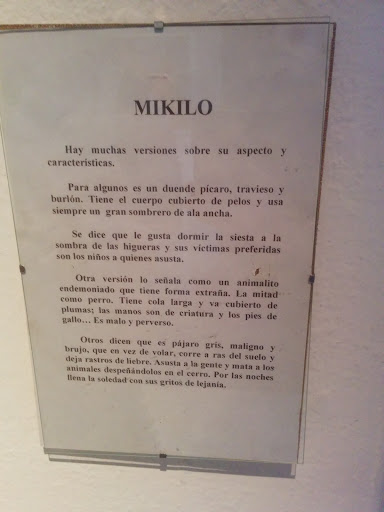 MIKILO
Hay muchas versiones sobre su aspecto y
características.
Para algunos es un duende pícaro, travieso y
burlón. Tiene el cuerpo cubierto de pelos y usa
siempre un gran sombrero de ala ancha.
Se dice que le gusta dormir la siesta a la
sombra de las higueras y sus víctimas preferidas
son los niños a quienes asusta.
Otra versión lo señala como un animalito
endemoniado que tiene forma extraña. La mitad
como perro. Tiene cola larga y va cubierto de
plumas; las manos son de criatura y los pies de
gallo... Es malo y perverso.
Otros dicen que es pájaro gris, maligno y
brujo, que en vez de volar, corre a ras del suelo y
deja rastros de liebre. Asusta a la gente y mata a los
animales despeñándolos en el cerro. Por las noches
llena la soledad con sus gritos de lejanía.